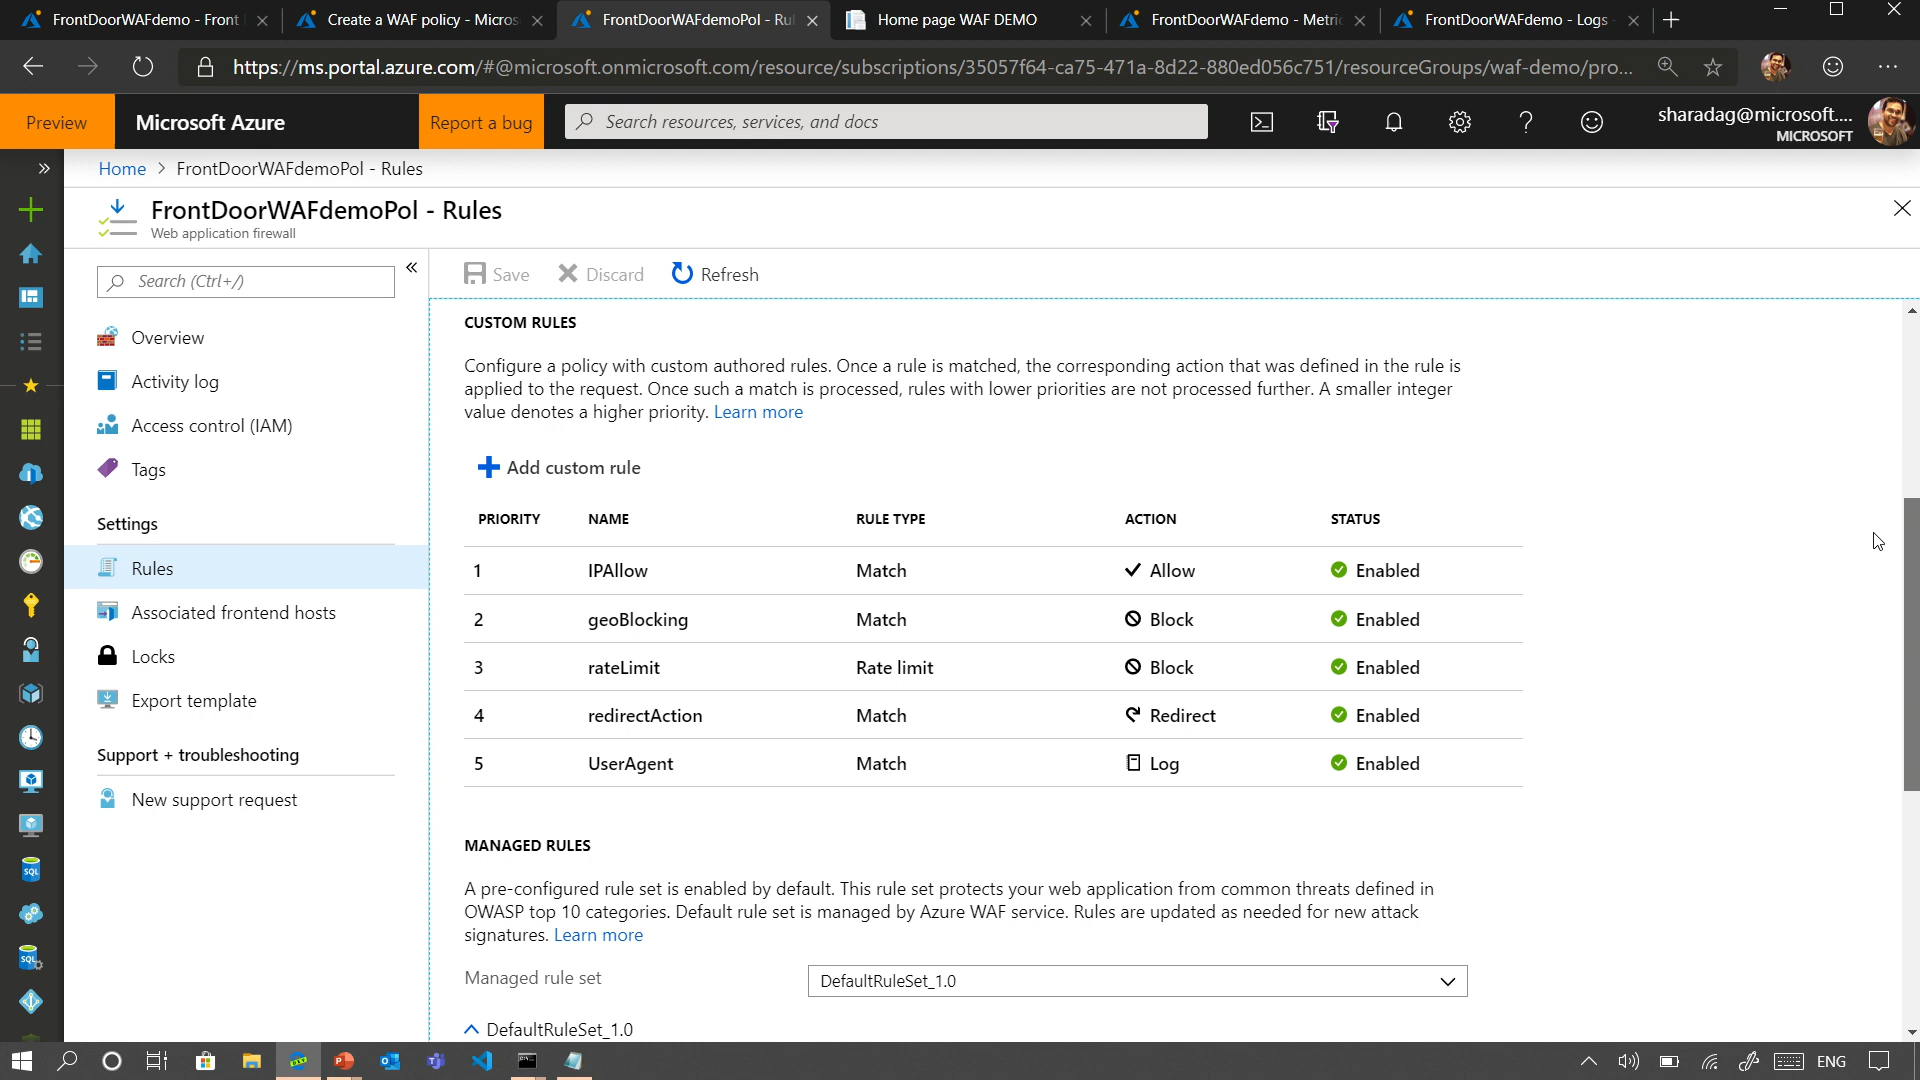 FrontDoorWAFdemo - Front
Create a WAF policy - Micros
FrontDoorWAFdemoPol - Rul
Home page WAF DEMO
FrontDoorWAFdemo - Metri
FrontDoorWAFdemo - Logs -
https://ms.portal.azure.com/#@microsoft.onmicrosoft.com/resource/subscriptions/35057f64-ca75-471a-8d22-880ed056c751/resourceGroups/waf-demo/pro...
Preview
Microsoft Azure
Report a bug
Search resources, services, and docs
sharadag@microsoft....
MICROSOFT
Home > FrontDoorWAFdemoPol - Rules
FrontDoorWAFdemoPol - Rules
Web application firewall
Search (Ctrl+/)
Overview
Activity log
Access control (IAM)
Tags
Settings
Rules
Associated frontend hosts
Locks
Export template
Support + troubleshooting
New support request
Save Discard Refresh
CUSTOM RULES
Configure a policy with custom authored rules. Once a rule is matched, the corresponding action that was defined in the rule is
applied to the request. Once such a match is processed, rules with lower priorities are not processed further. A smaller integer
value denotes a higher priority. Learn more
Add custom rule
PRIORITY NAME RULE TYPE ACTION STATUS
1 IPAllow Match Allow Enabled
2 geoBlocking Match Block Enabled
3 rateLimit Rate limit Block Enabled
4 redirectAction Match Redirect Enabled
5 UserAgent Match Log Enabled
MANAGED RULES
A pre-configured rule set is enabled by default. This rule set protects your web application from common threats defined in
OWASP top 10 categories. Default rule set is managed by Azure WAF service. Rules are updated as needed for new attack
signatures. Learn more
Managed rule set
DefaultRuleSet_1.0
DefaultRuleSet_1.0
SQL
SQL
ENG